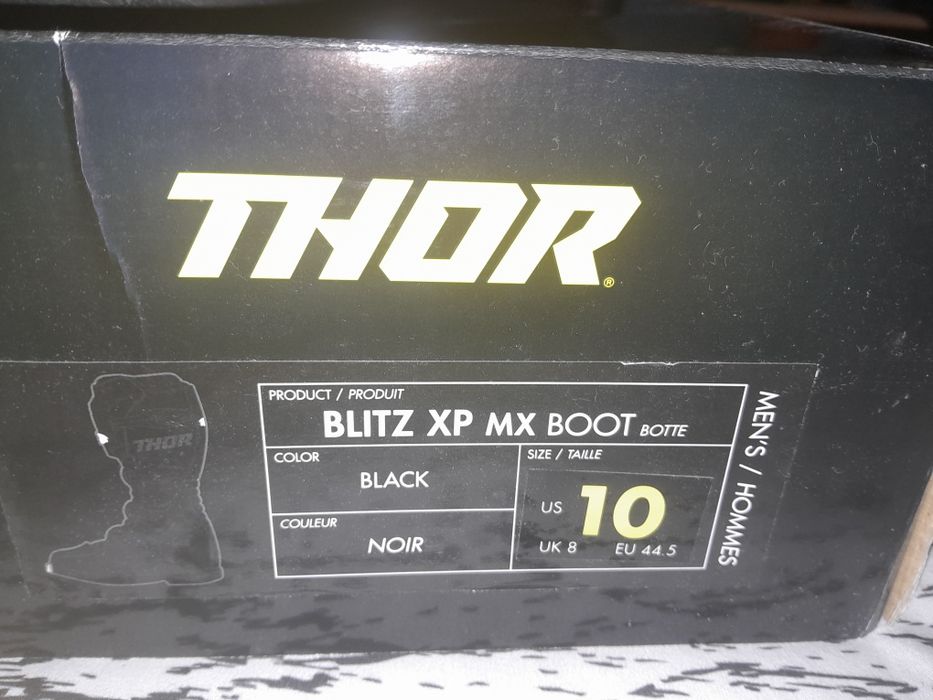 THOR®
THOR
PRODUCT / PRODUIT
BLITZ XP MX BOOT BOTTE
COLOR
BLACK
COULEUR
NOIR
SIZE / TAILLE
US 10
UK 8 EU 44.5
MEN'S / HOMMES